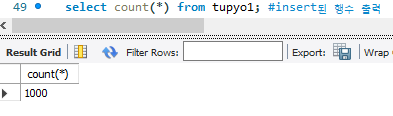 49 select count(*) from tupyo1; #insert된 행수 출력
Result Grid Filter Rows: Export: Wrap C
count(*)
1000